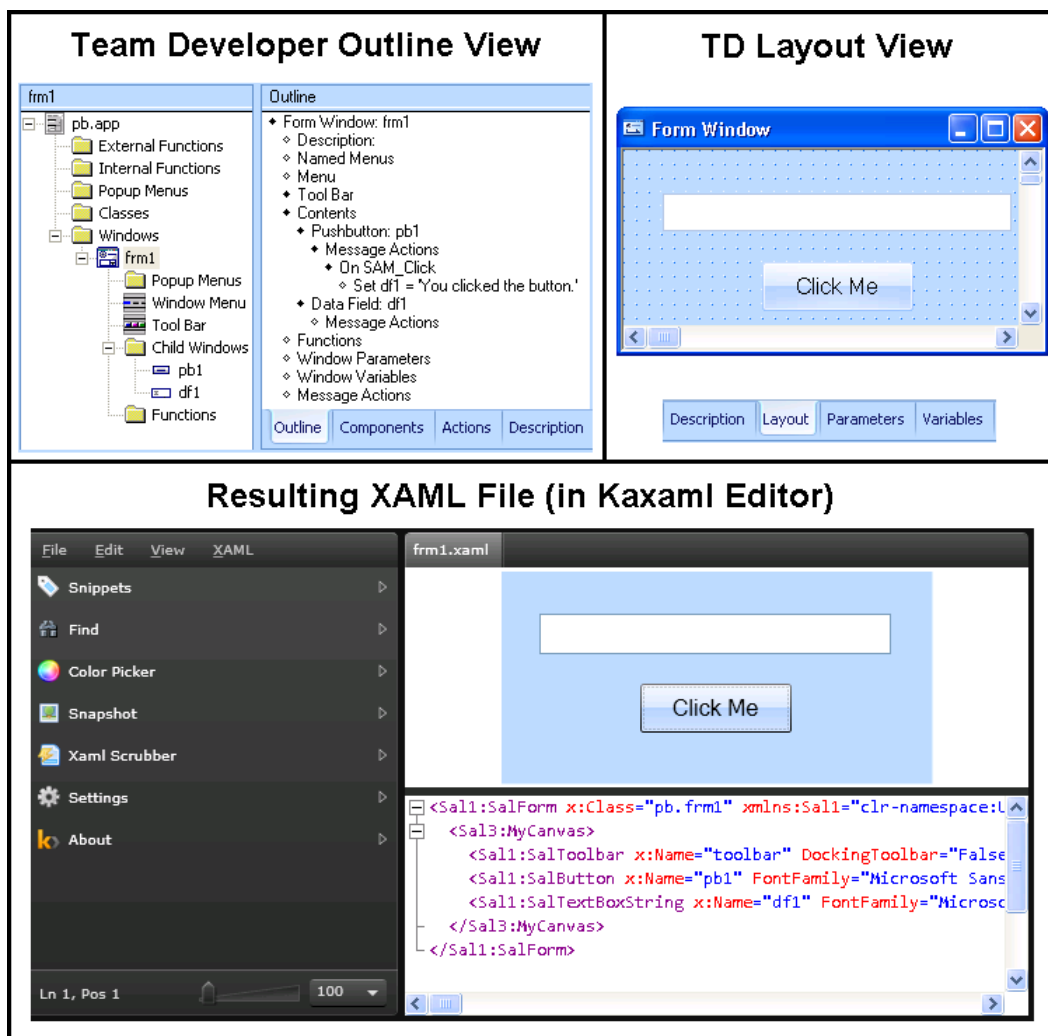 Team Developer Outline View
frm1
pb.app
External Functions
Internal Functions
Popup Menus
Classes
Windows
frm1
Popup Menus
Window Menu
Tool Bar
Child Windows
pb1
df1
Functions
Outline
Form Window: frm1
Description:
Named Menus
Menu
Tool Bar
Contents
Pushbutton: pb1
Message Actions
On SAM_Click
Set df1 = 'You clicked the button.'
Data Field: df1
Message Actions
Functions
Window Parameters
Window Variables
Message Actions
Outline Components Actions Description
TD Layout View
Form Window
Click Me
Description Layout Parameters Variables
Resulting XAML File (in Kaxaml Editor)
File Edit View XAML
Snippets
Find
Color Picker
Snapshot
Xaml Scrubber
Settings
About
Ln 1, Pos 1 100
frm1.xaml
Click Me
<Sal1:SalForm x:Class="pb.frm1" xmlns:Sal1="clr-namespace:U
<Sal3:MyCanvas>
<Sal1:SalToolbar x:Name="toolbar" DockingToolbar="False
<Sal1:SalButton x:Name="pb1" FontFamily="Microsoft Sans
<Sal1:SalTextBoxString x:Name="df1" FontFamily="Microsc
</Sal3:MyCanvas>
</Sal1:SalForm>